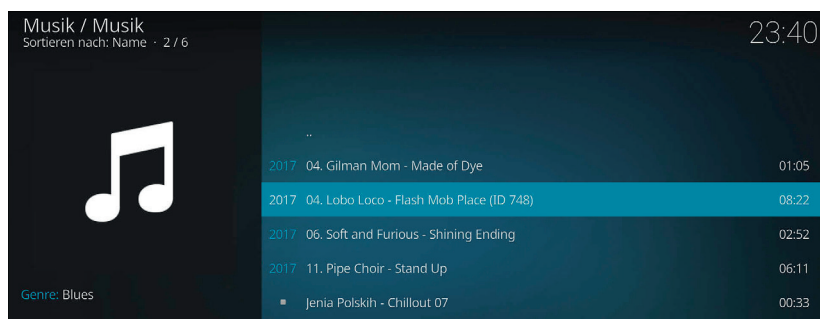 Musik / Musik
Sortieren nach: Name · 2 / 6
23:40
..
2017 04. Gilman Mom - Made of Dye 01:05
2017 04. Lobo Loco - Flash Mob Place (ID 748) 08:22
2017 06. Soft and Furious - Shining Ending 02:52
2017 11. Pipe Choir - Stand Up 06:11
Jenia Polskih - Chillout 07 00:33
Genre: Blues